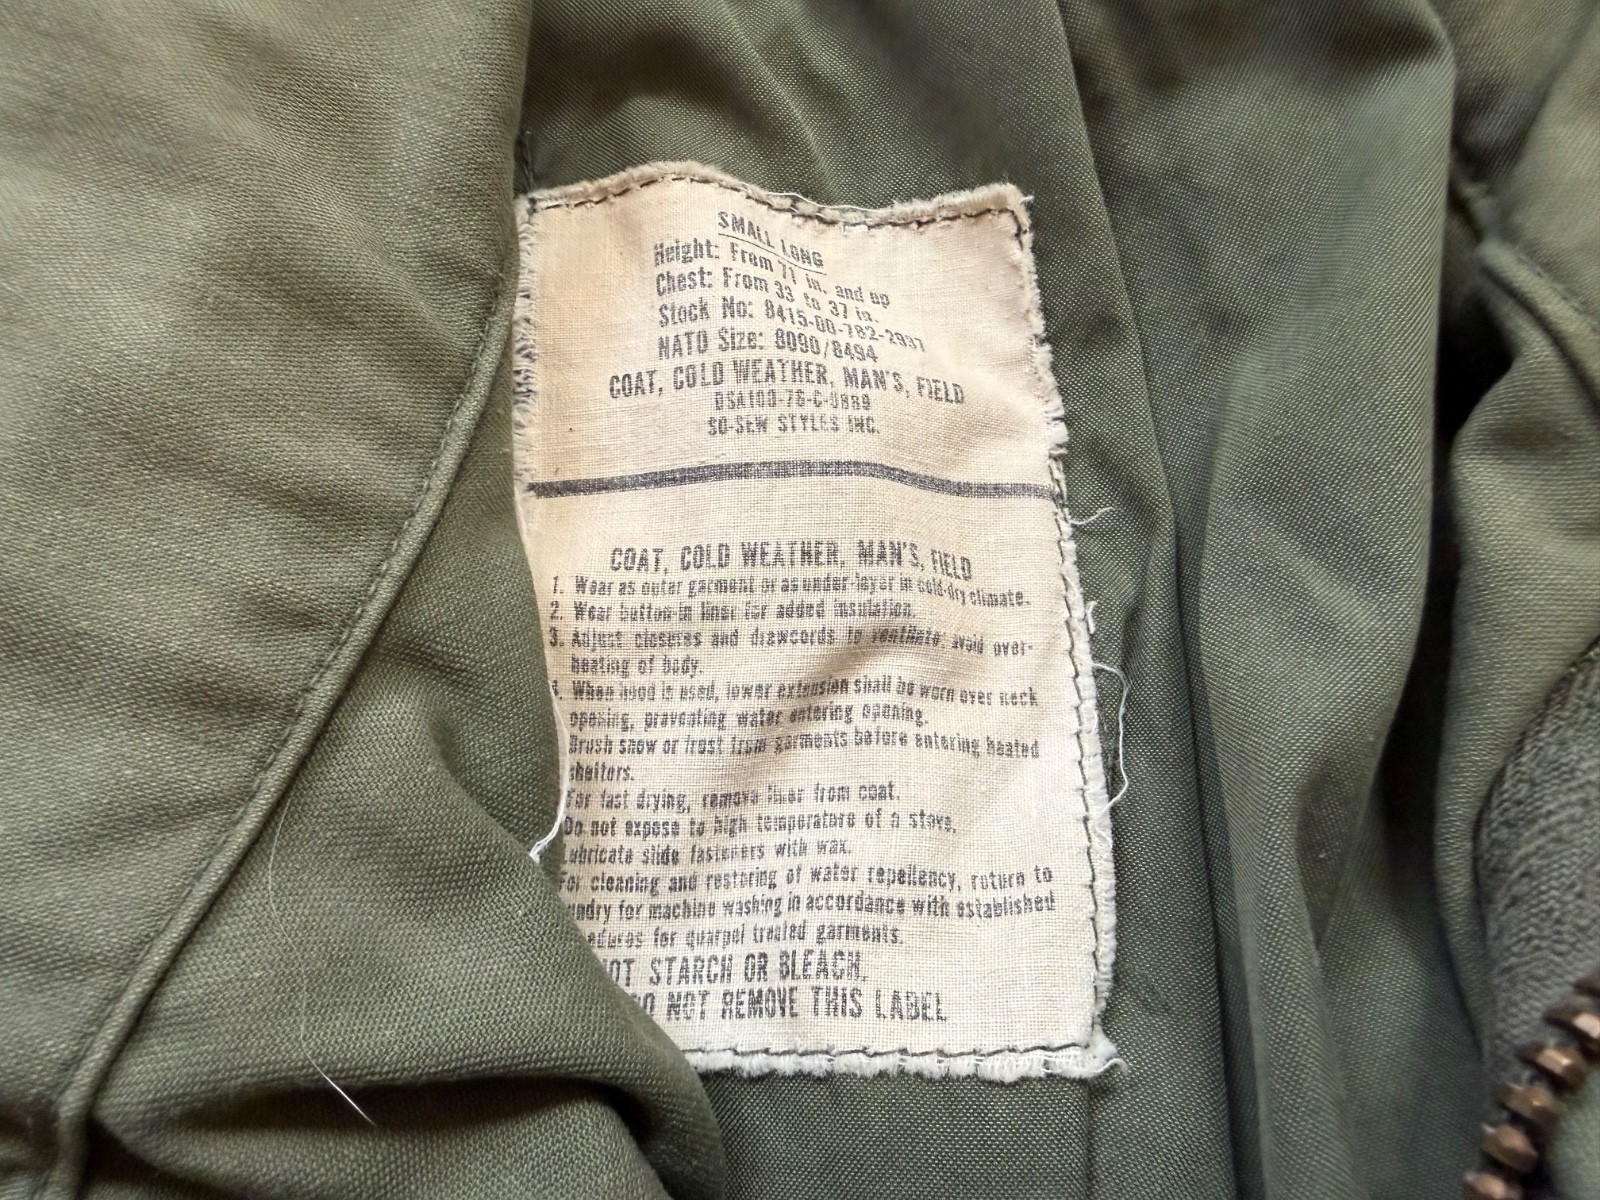 SMALL LONG
Height: From 71 in. and up
Chest: From 33 to 37 in.
Stock No: 8415-00-782-2937
NATO Size: 8090/8494
COAT, COLD WEATHER, MAN'S, FIELD
DSA100-76-C-0889
SO-SEW STYLES INC.
COAT, COLD WEATHER, MAN'S, FIELD
1. Wear as outer garment or as under-layer in cold-dry climate.
2. Wear button-in liner for added insulation.
3. Adjust closures and drawcords to ventilate; avoid over-
heating of body.
4. When hood is used, lower extension shall be worn over neck
opening, preventing water entering opening.
Brush snow or frost from garments before entering heated
shelters.
For fast drying, remove liner from coat.
Do not expose to high temperature of a stove.
Lubricate slide fasteners with wax.
For cleaning and restoring of water repellency, return to
undry for machine washing in accordance with established
edures for quarpel treated garments.
NOT STARCH OR BLEACH.
DO NOT REMOVE THIS LABEL